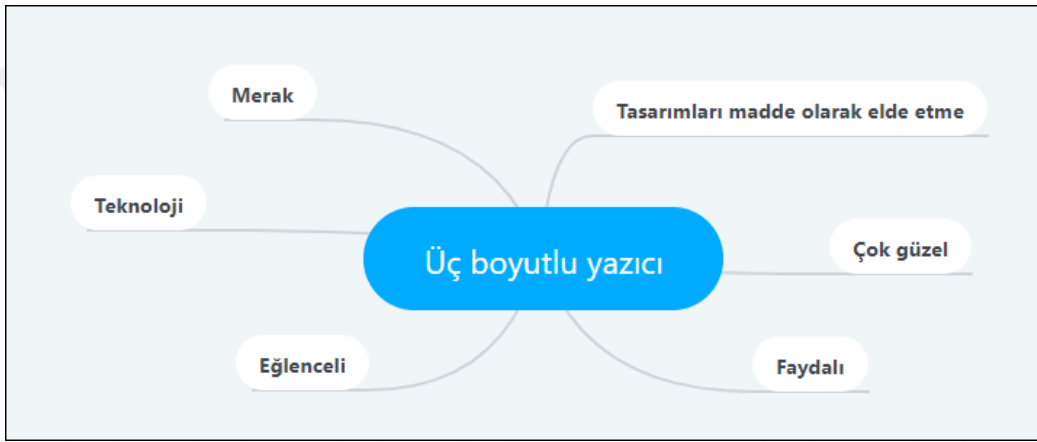 Merak
Tasarımları madde olarak elde etme
Teknoloji
Çok güzel
Üç boyutlu yazıcı
Eğlenceli
Faydalı